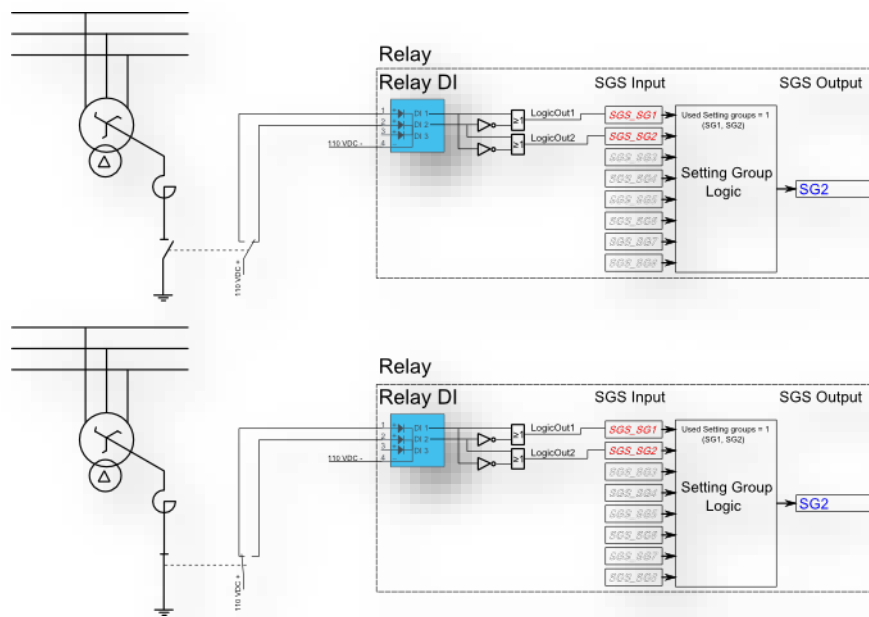 Relay
Relay DI
SGS Input
SGS Output
1
DI 1
2
DI 2
3
DI 3
4
110 VDC -
≥1
LogicOut1
≥1
LogicOut2
SGS_SG1
SGS_SG2
SGS_SG3
SGS_SG4
SGS_SG5
SGS_SG6
SGS_SG7
SGS_SG8
Used Setting groups = 1
(SG1, SG2)
Setting Group
Logic
SG2
110 VDC +
Δ
Relay
Relay DI
SGS Input
SGS Output
1
DI 1
2
DI 2
3
DI 3
4
110 VDC -
≥1
LogicOut1
≥1
LogicOut2
SGS_SG1
SGS_SG2
SGS_SG3
SGS_SG4
SGS_SG5
SGS_SG6
SGS_SG7
SGS_SG8
Used Setting groups = 1
(SG1, SG2)
Setting Group
Logic
SG2
110 VDC +
Δ